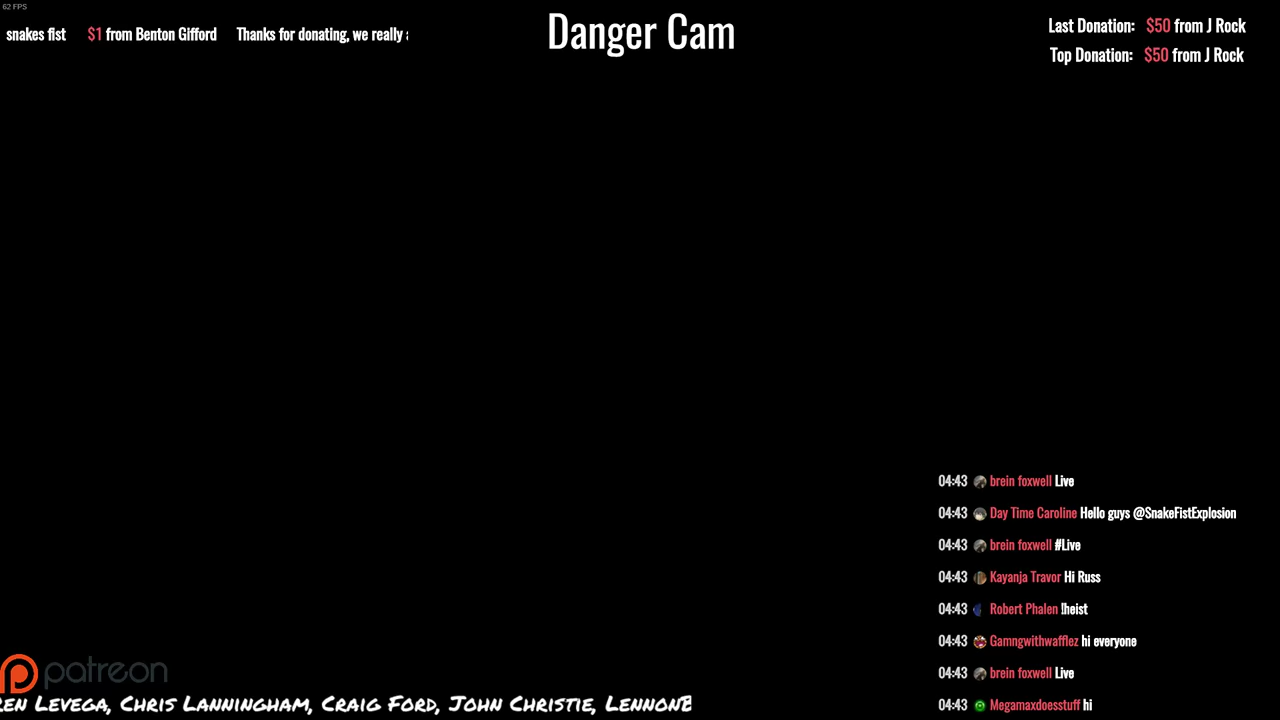 62 FPS
snakes fist $1 from Benton Gifford Thanks for donating, we really
Danger Cam
Last Donation: $50 from J Rock
Top Donation: $50 from J Rock
04:43 brein foxwell Live
04:43 Day Time Caroline Hello guys @SnakeFistExplosion
04:43 brein foxwell #Live
04:43 Kayanja Travor Hi Russ
04:43 Robert Phalen !heist
04:43 Gamngwithwafflez hi everyone
04:43 brein foxwell Live
04:43 Megamaxdoesstuff hi
patreon
REN LEVEGA, CHRIS LANNINGHAM, CRAIG FORD, JOHN CHRISTIE, LENNON